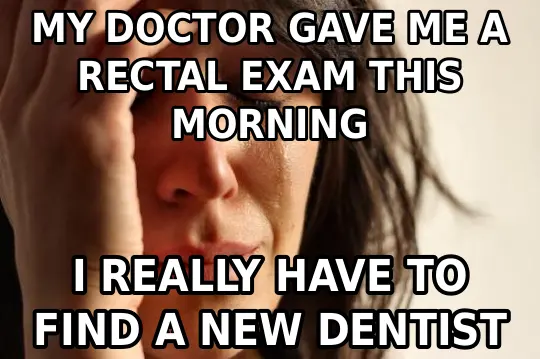 MY DOCTOR GAVE ME A
RECTAL EXAM THIS
MORNING
I REALLY HAVE TO
FIND A NEW DENTIST